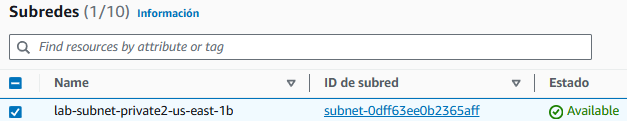 Subredes (1/10) Información
Find resources by attribute or tag
Name ID de subred Estado
lab-subnet-private2-us-east-1b subnet-0dff63ee0b2365aff Available